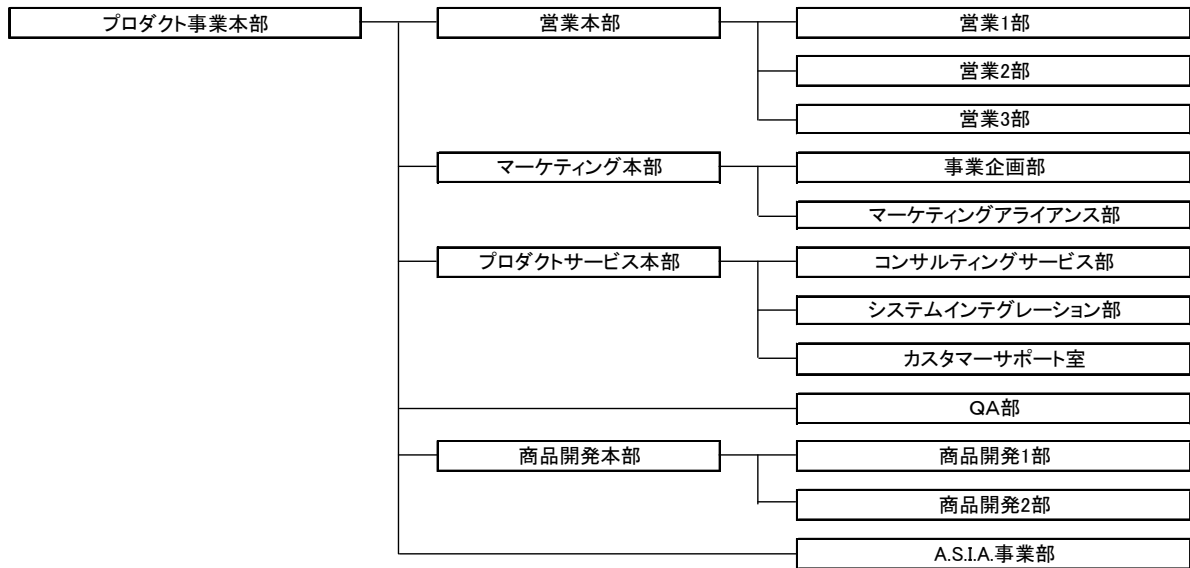 プロダクト事業本部
営業本部
営業1部
営業2部
営業3部
マーケティング本部
事業企画部
マーケティングアライアンス部
プロダクトサービス本部
コンサルティングサービス部
システムインテグレーション部
カスタマーサポート室
QA部
商品開発本部
商品開発1部
商品開発2部
A.S.I.A.事業部